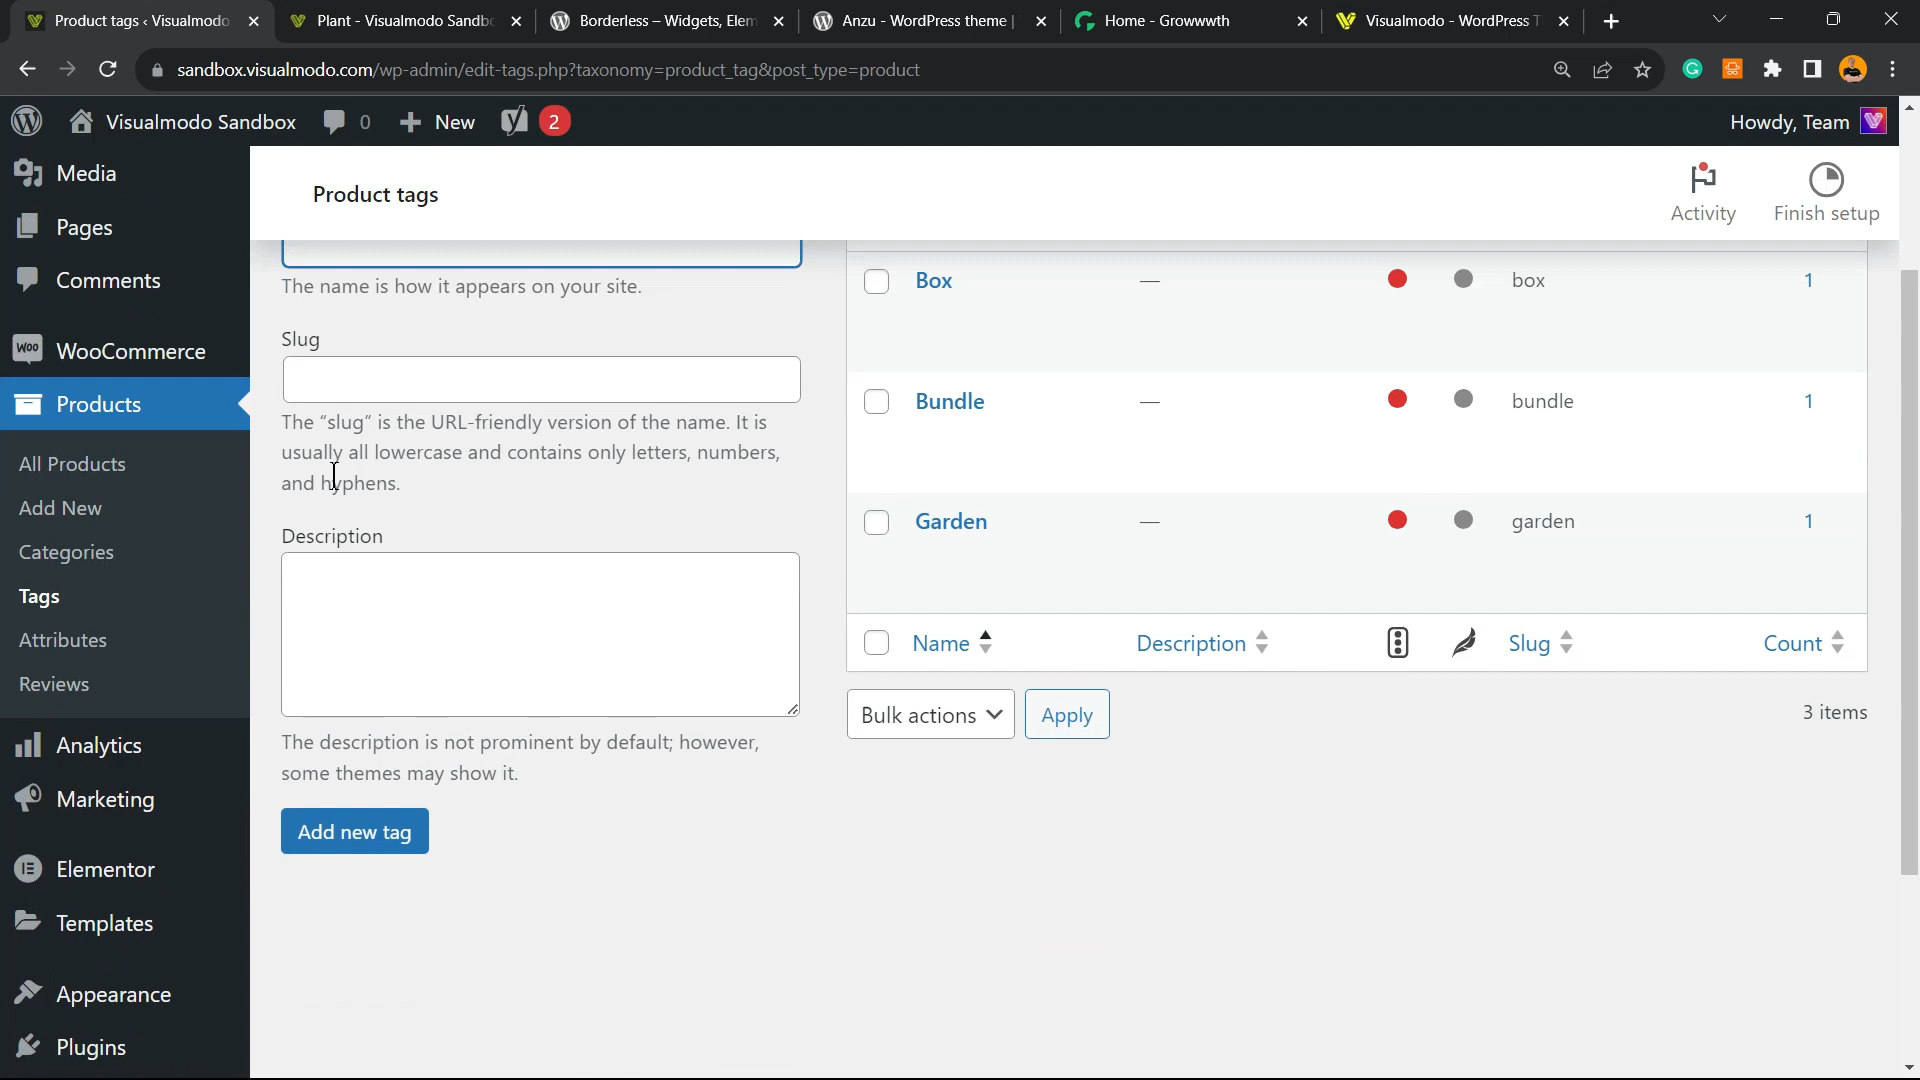 Product tags ‹ Visualmodo
Plant - Visualmodo Sandb
Borderless – Widgets, Elem
Anzu - WordPress theme |
Home - Growwwth
Visualmodo - WordPress T
sandbox.visualmodo.com/wp-admin/edit-tags.php?taxonomy=product_tag&post_type=product
Visualmodo Sandbox
0
New
2
Howdy, Team
Media
Pages
Comments
WooCommerce
Products
All Products
Add New
Categories
Tags
Attributes
Reviews
Analytics
Marketing
Elementor
Templates
Appearance
Plugins
Product tags
Activity
Finish setup
The name is how it appears on your site.
Slug
The “slug” is the URL-friendly version of the name. It is
usually all lowercase and contains only letters, numbers,
and hyphens.
Description
The description is not prominent by default; however,
some themes may show it.
Add new tag
Box — box 1
Bundle — bundle 1
Garden — garden 1
Name Description Slug Count
Bulk actions Apply 3 items